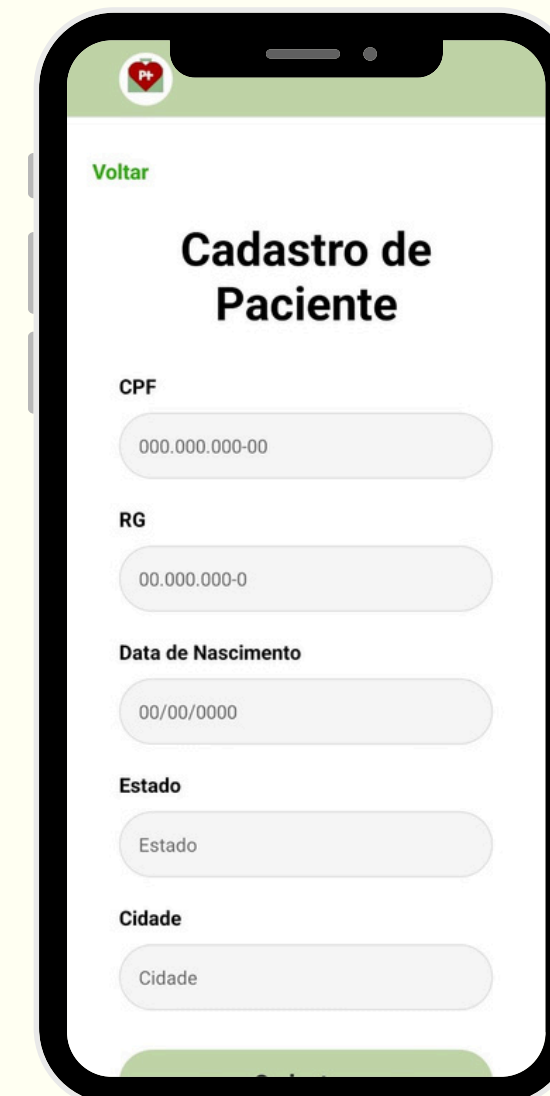 P+
Voltar
Cadastro de
Paciente
CPF
000.000.000-00
RG
00.000.000-0
Data de Nascimento
00/00/0000
Estado
Estado
Cidade
Cidade